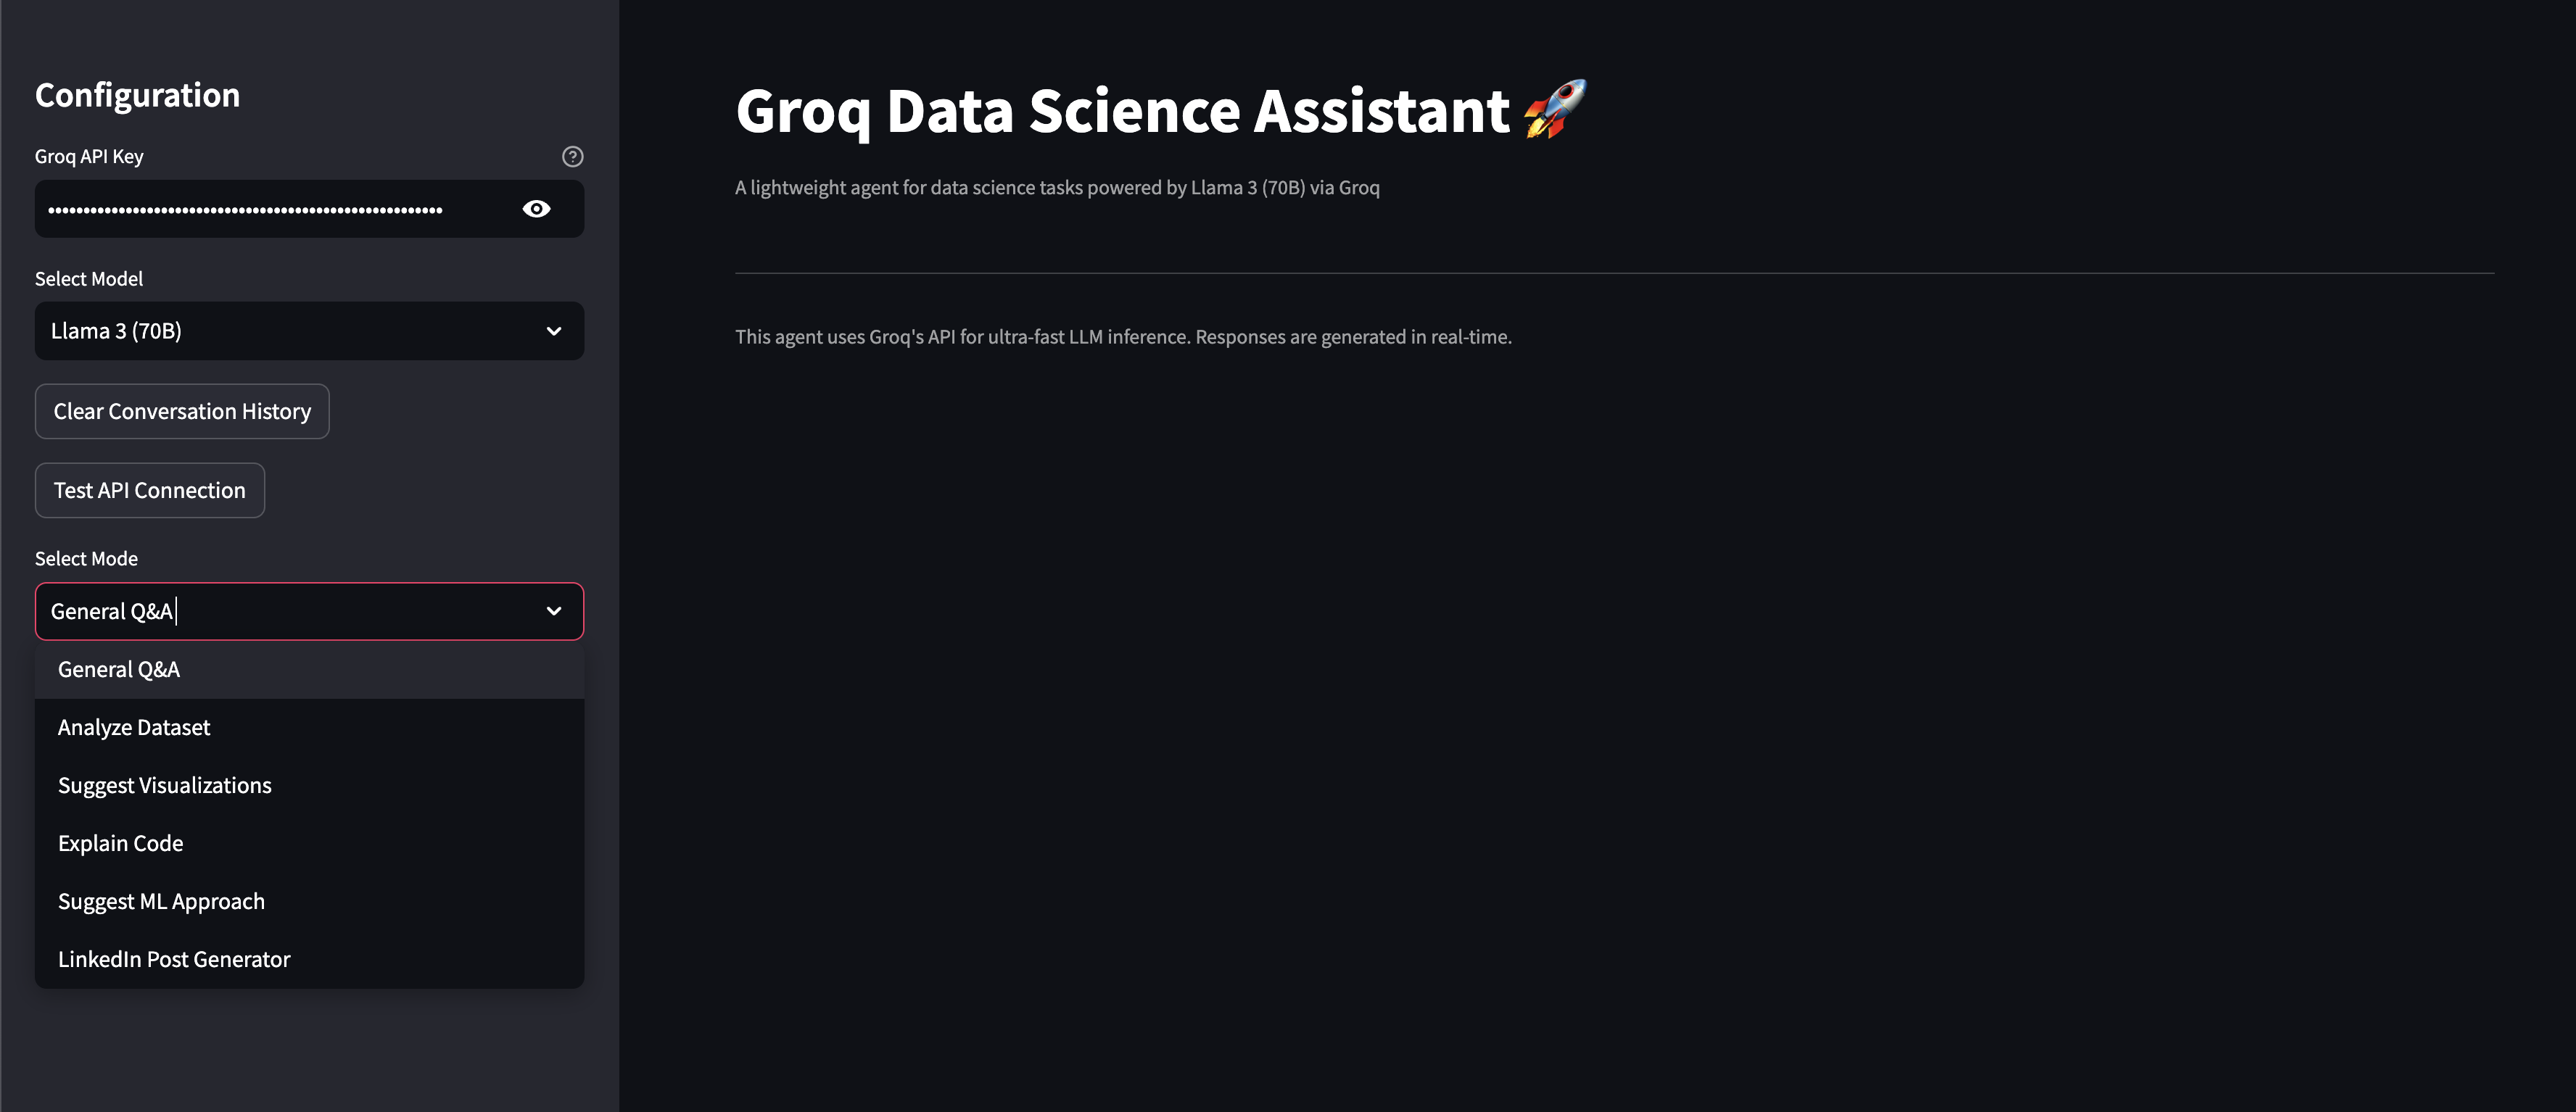 Configuration
Groq API Key
Select Model
Llama 3 (70B)
Clear Conversation History
Test API Connection
Select Mode
General Q&A
General Q&A
Analyze Dataset
Suggest Visualizations
Explain Code
Suggest ML Approach
LinkedIn Post Generator
Groq Data Science Assistant 🚀
A lightweight agent for data science tasks powered by Llama 3 (70B) via Groq
This agent uses Groq's API for ultra-fast LLM inference. Responses are generated in real-time.